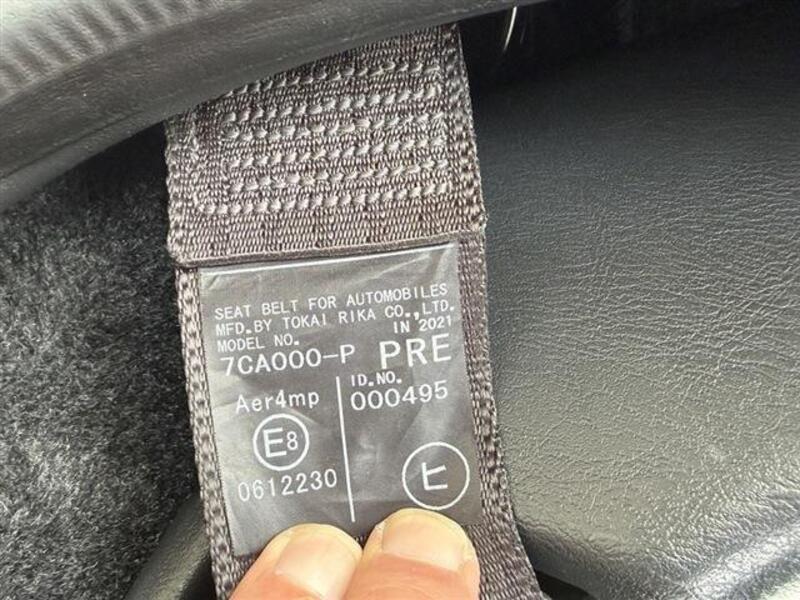 SEAT BELT FOR AUTOMOBILES
MFD.BY TOKAI RIKA CO.,LTD.
MODEL NO. IN 2021
7CA000-P PRE
Aer4mp ID.NO.
000495
E8
0612230 ヒ